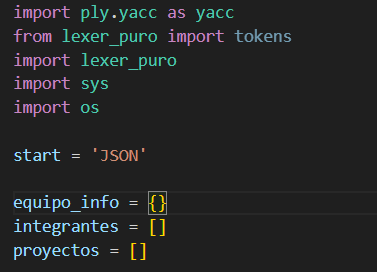 import ply.yacc as yacc
from lexer_puro import tokens
import lexer_puro
import sys
import os
start = 'JSON'
equipo_info = {}
integrantes = []
proyectos = []